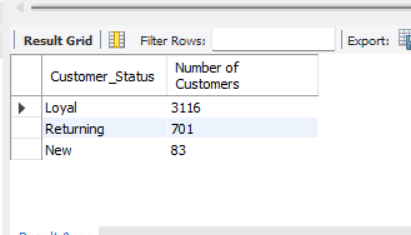 Result Grid Filter Rows: Export:
Customer_Status Number of
Customers
Loyal 3116
Returning 701
New 83